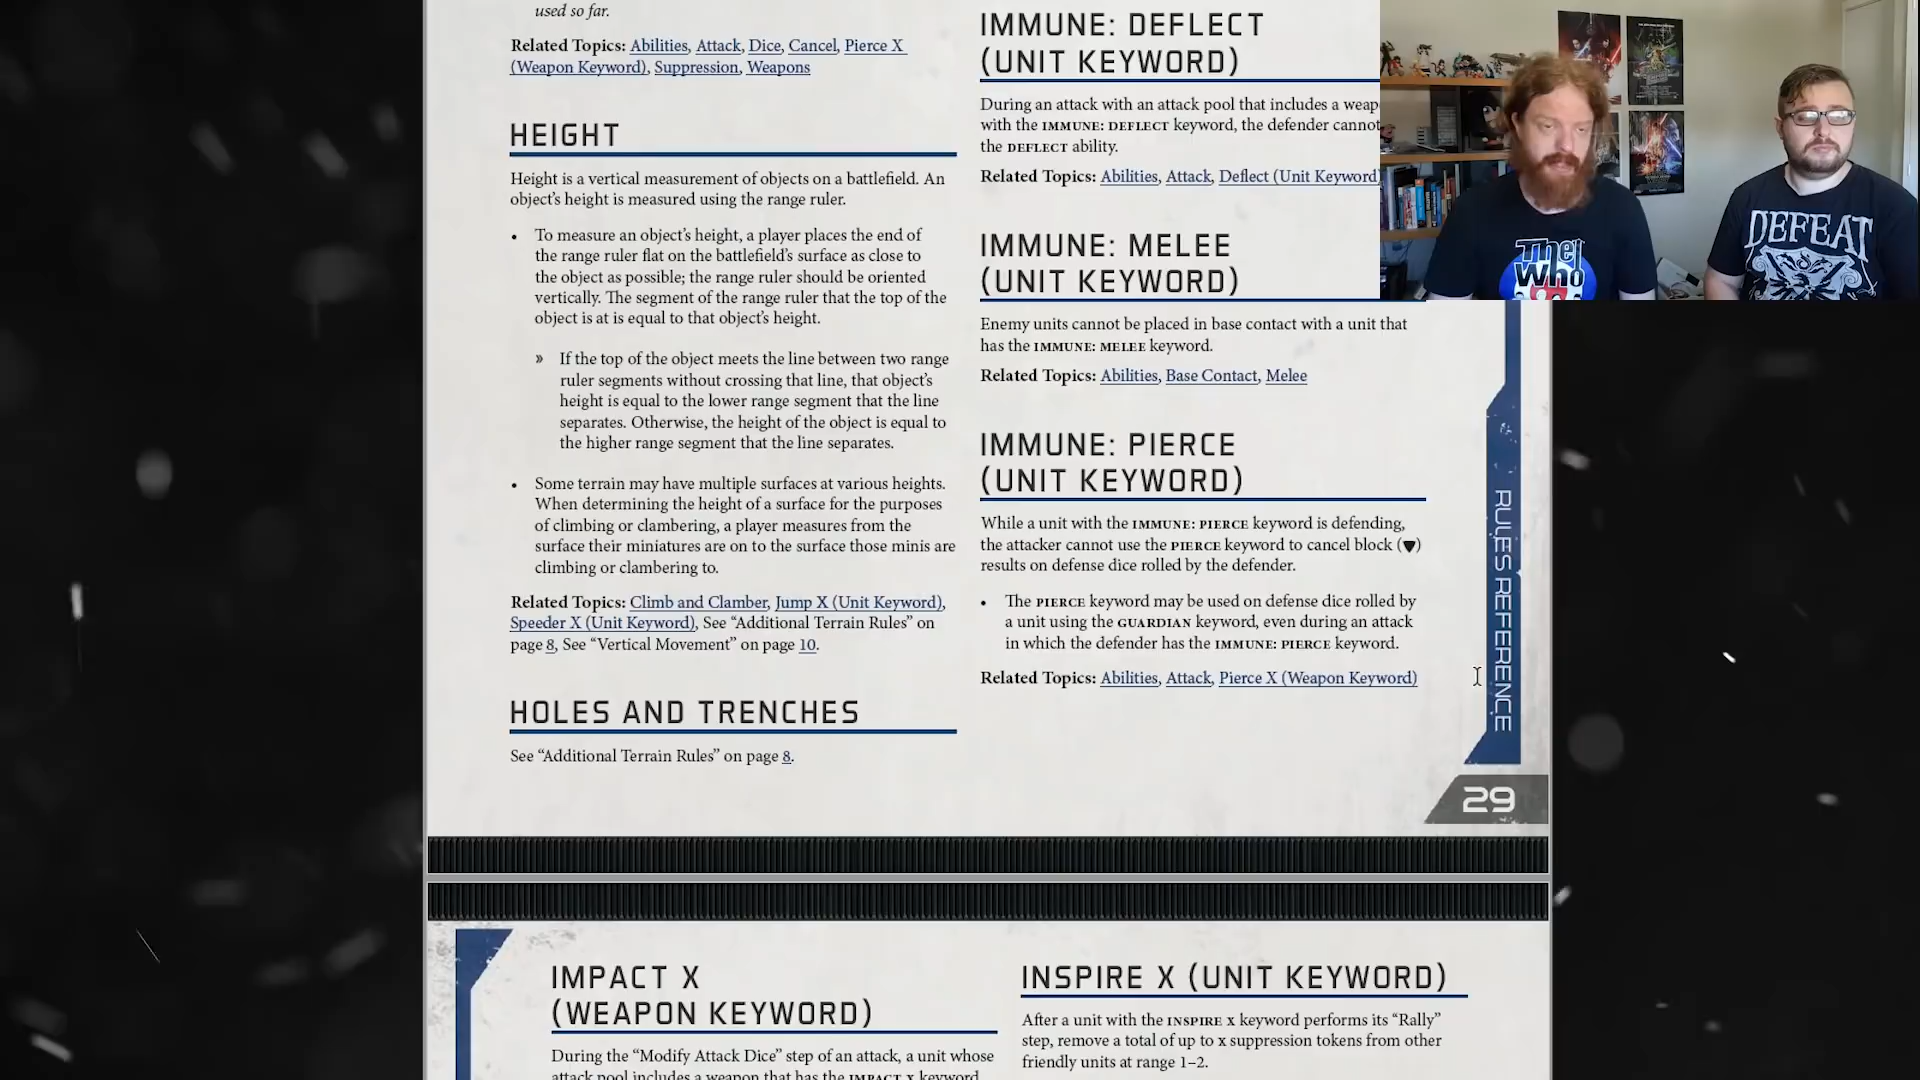 used so far.
Related Topics: Abilities, Attack, Dice, Cancel, Pierce X
(Weapon Keyword), Suppression, Weapons
HEIGHT
Height is a vertical measurement of objects on a battlefield. An
object's height is measured using the range ruler.
• To measure an object's height, a player places the end of
the range ruler flat on the battlefield's surface as close to
the object as possible; the range ruler should be oriented
vertically. The segment of the range ruler that the top of the
object is at is equal to that object's height.
» If the top of the object meets the line between two range
ruler segments without crossing that line, that object's
height is equal to the lower range segment that the line
separates. Otherwise, the height of the object is equal to
the higher range segment that the line separates.
• Some terrain may have multiple surfaces at various heights.
When determining the height of a surface for the purposes
of climbing or clambering, a player measures from the
surface their miniatures are on to the surface those minis are
climbing or clambering to.
Related Topics: Climb and Clamber, Jump X (Unit Keyword),
Speeder X (Unit Keyword), See “Additional Terrain Rules” on
page 8, See “Vertical Movement” on page 10.
HOLES AND TRENCHES
See “Additional Terrain Rules” on page 8.
IMMUNE: DEFLECT
(UNIT KEYWORD)
During an attack with an attack pool that includes a weap
with the IMMUNE: DEFLECT keyword, the defender cannot
the DEFLECT ability.
Related Topics: Abilities, Attack, Deflect (Unit Keyword)
IMMUNE: MELEE
(UNIT KEYWORD)
Enemy units cannot be placed in base contact with a unit that
has the IMMUNE: MELEE keyword.
Related Topics: Abilities, Base Contact, Melee
IMMUNE: PIERCE
(UNIT KEYWORD)
While a unit with the IMMUNE: PIERCE keyword is defending,
the attacker cannot use the PIERCE keyword to cancel block (▼)
results on defense dice rolled by the defender.
• The PIERCE keyword may be used on defense dice rolled by
a unit using the GUARDIAN keyword, even during an attack
in which the defender has the IMMUNE: PIERCE keyword.
Related Topics: Abilities, Attack, Pierce X (Weapon Keyword)
RULES REFERENCE
29
The
Who
DEFEAT
IMPACT X
(WEAPON KEYWORD)
During the “Modify Attack Dice” step of an attack, a unit whose
attack pool includes a weapon that has the IMPACT X keyword
INSPIRE X (UNIT KEYWORD)
After a unit with the INSPIRE X keyword performs its “Rally”
step, remove a total of up to X suppression tokens from other
friendly units at range 1–2.